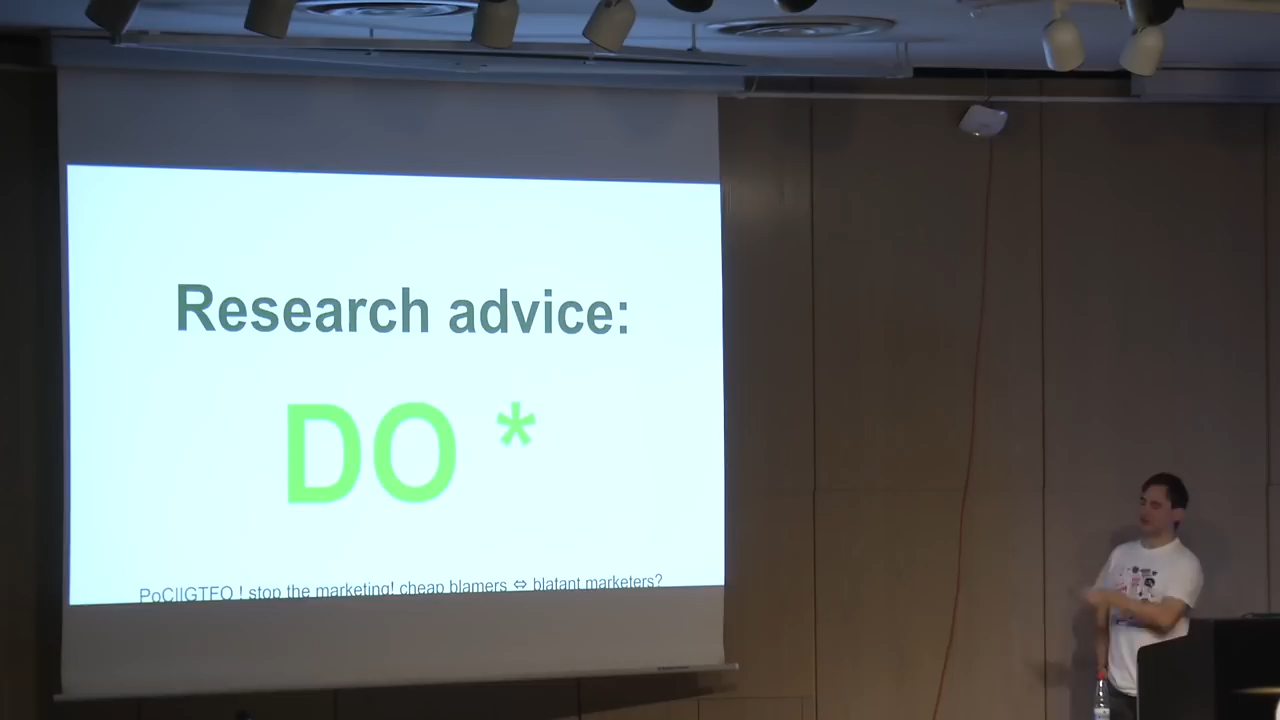 Research advice:
DO *
PoC||GTFO ! stop the marketing! cheap blamers ⇔ blatant marketers?